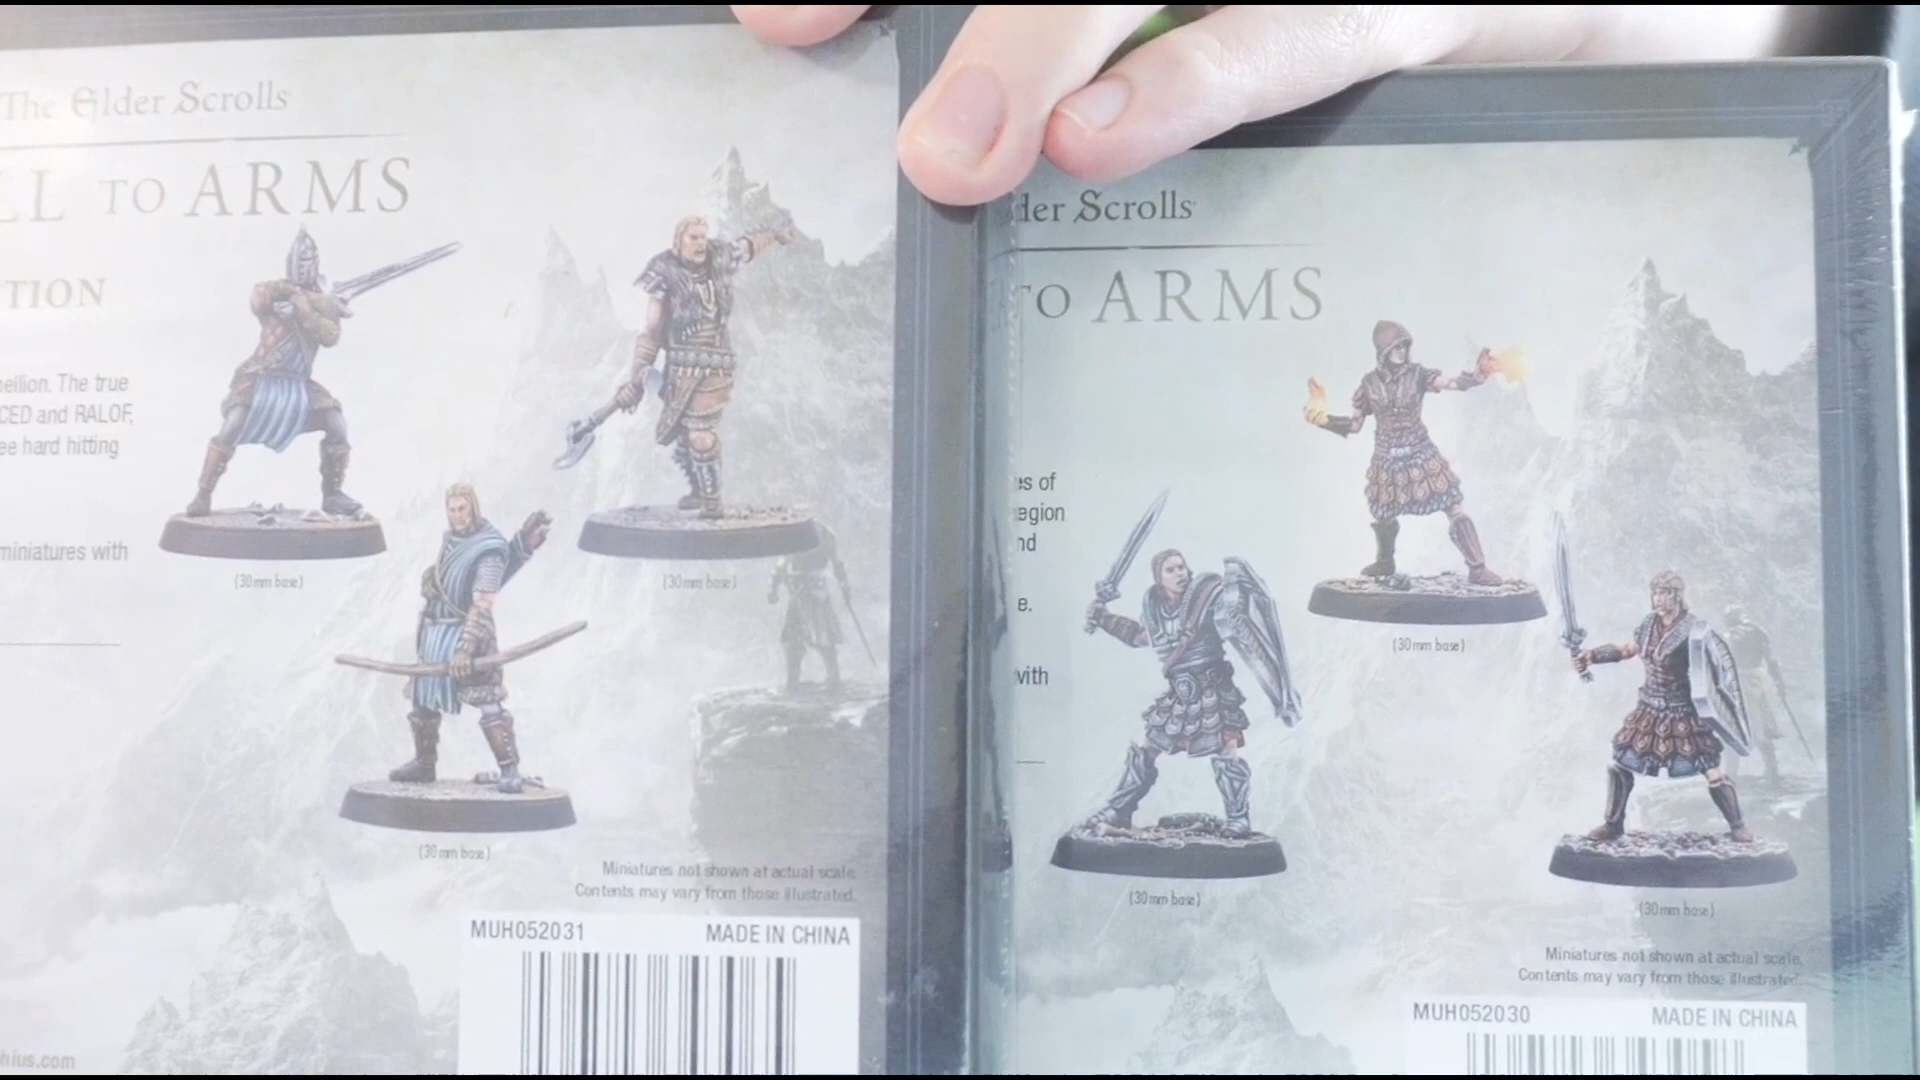 The Elder Scrolls
LL TO ARMS
TION
ellion. The true
CED and RALOF,
ee hard hitting
miniatures with
(30mm base)
(30mm base)
(30mm base)
Miniatures not shown at actual scale.
Contents may vary from those illustrated.
MUH052031 MADE IN CHINA
hius.com
der Scrolls
TO ARMS
es of
egion
nd
e.
with
(30mm base)
(30mm base)
(30mm base)
Miniatures not shown at actual scale.
Contents may vary from those illustrated.
MUH052030 MADE IN CHINA